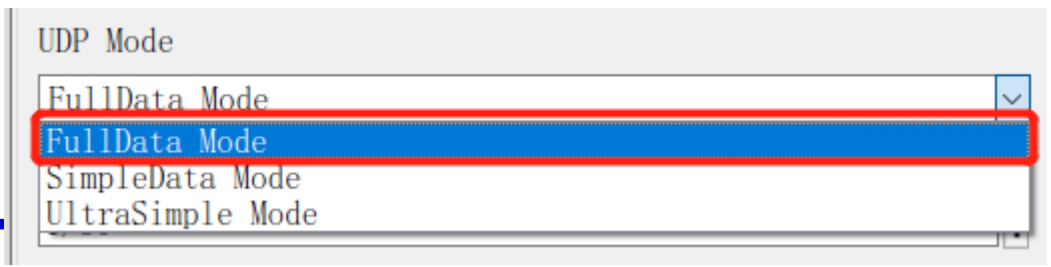 UDP Mode
FullData Mode
FullData Mode
SimpleData Mode
UltraSimple Mode